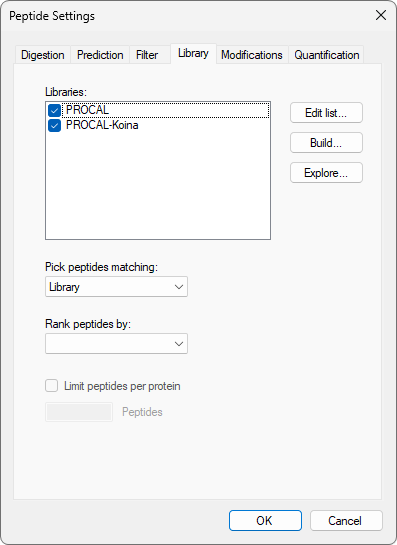 Peptide Settings
Digestion Prediction Filter Library Modifications Quantification
Libraries:
PROCAL
PROCAL-Koina
Edit list...
Build...
Explore...
Pick peptides matching:
Library
Rank peptides by:
Limit peptides per protein
Peptides
OK Cancel